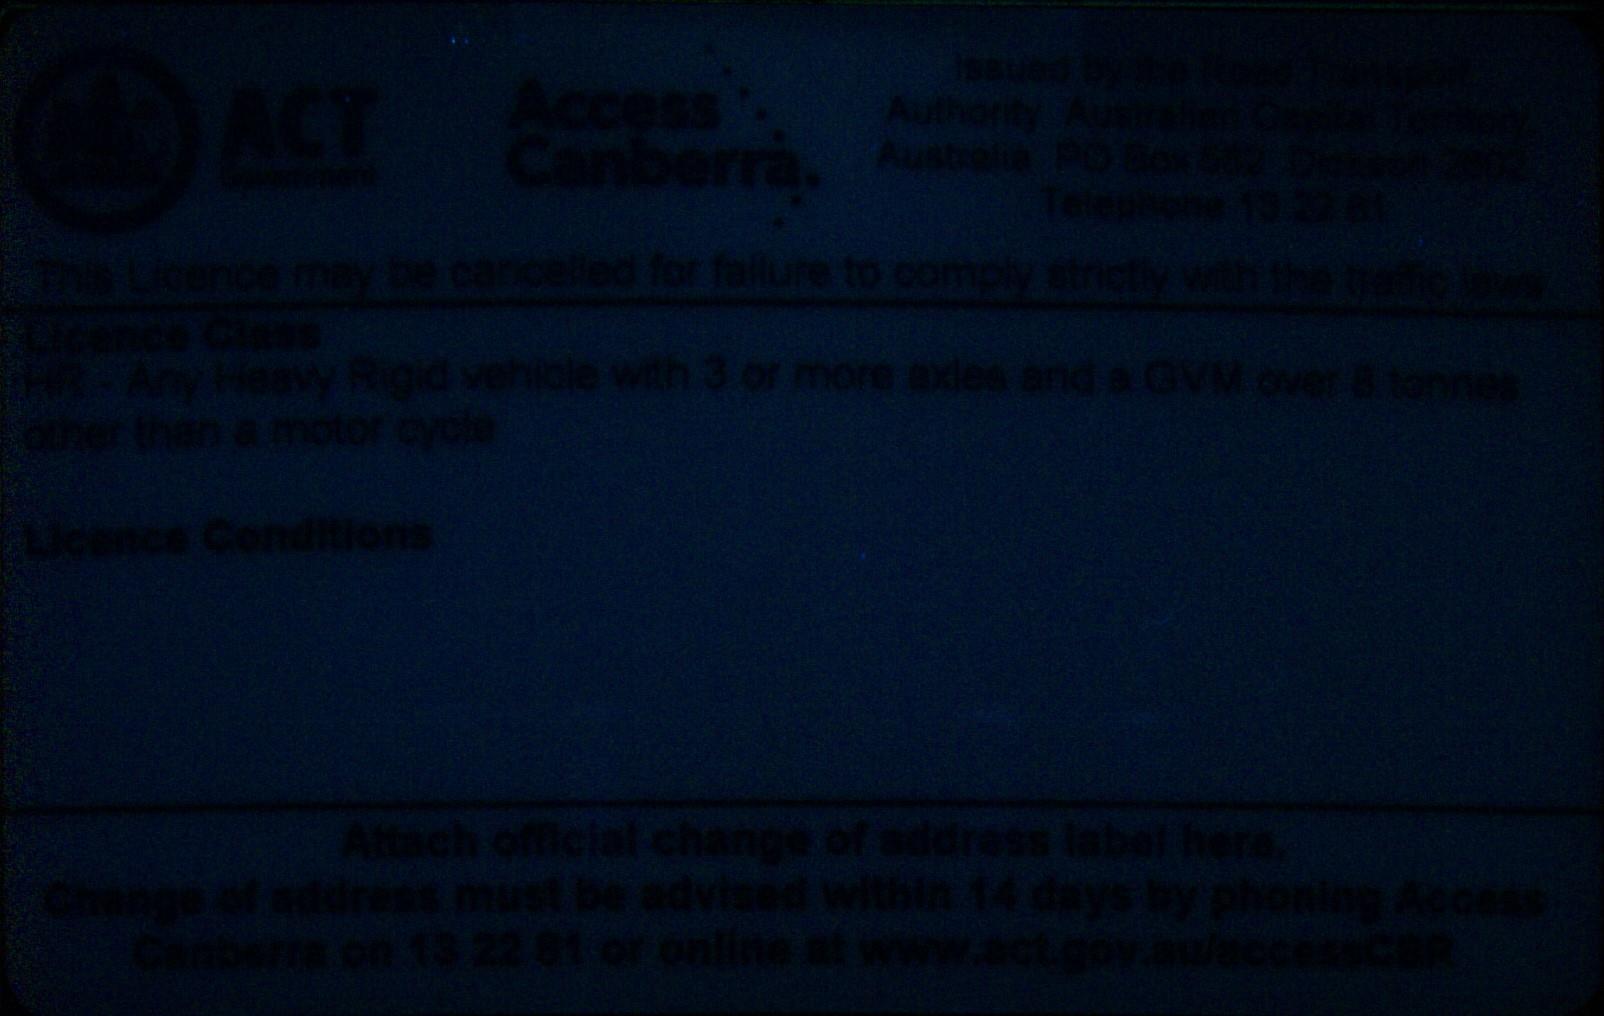 ACT
Government
Access
Canberra.
Issued by the Road Transport
Authority Australian Capital Territory,
Australia PO Box 582 Dickson 2602
Telephone 13 22 81
This Licence may be cancelled for failure to comply strictly with the traffic laws
Licence Class
HR - Any Heavy Rigid vehicle with 3 or more axles and a GVM over 8 tonnes
other than a motor cycle
Licence Conditions
Attach official change of address label here.
Change of address must be advised within 14 days by phoning Access
Canberra on 13 22 81 or online at www.act.gov.au/accessCBR